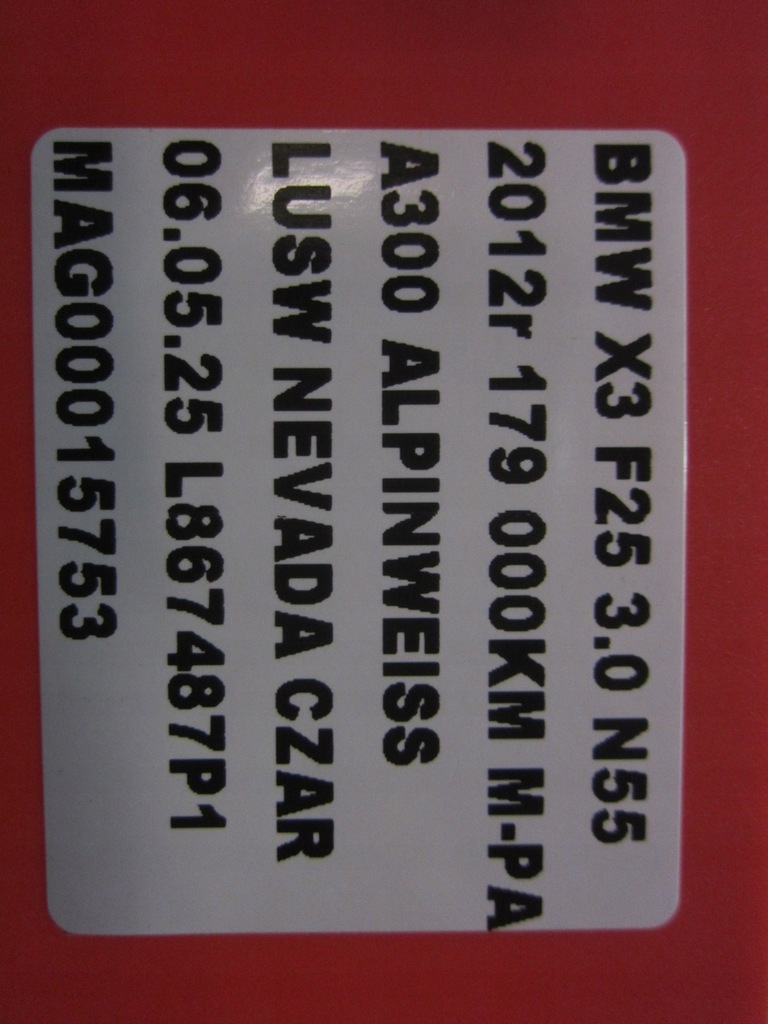 BMW X3 F25 3.0 N55
2012r 179 000KM M-PA
A300 ALPINWEISS
LUSW NEVADA CZAR
06.05.25 L867487P1
MAG00015753